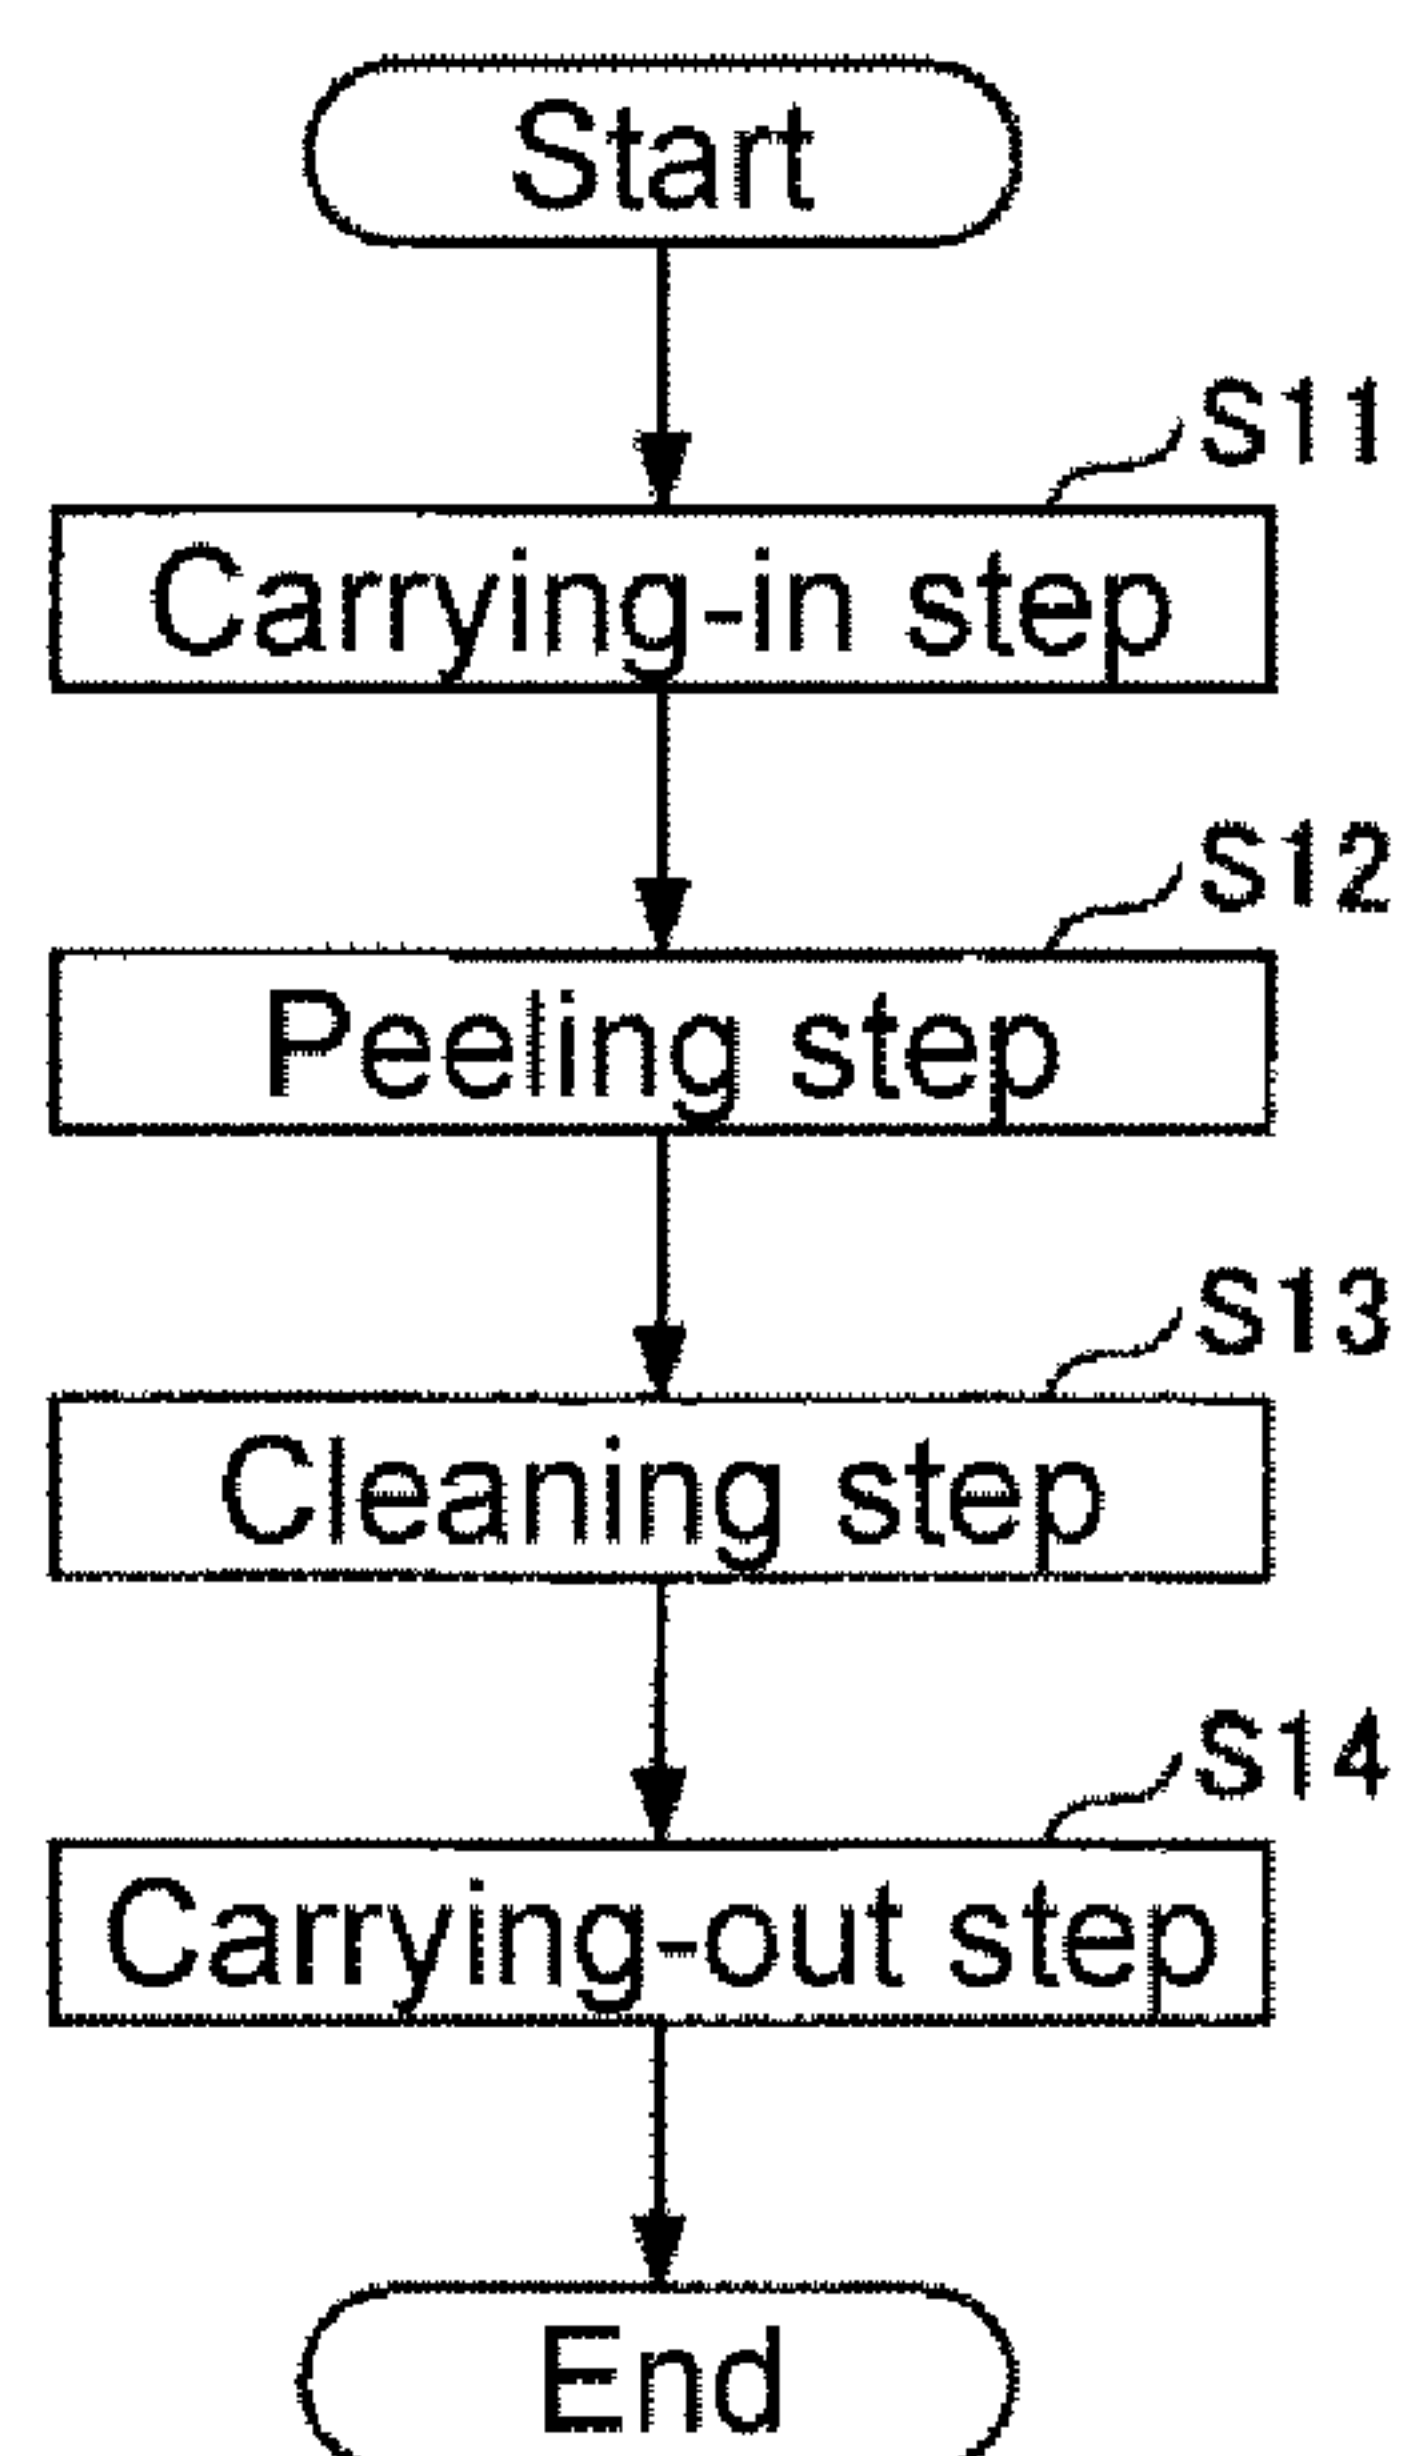 Start
S11
Carrying-in step
S12
Peeling step
S13
Cleaning step
S14
Carrying-out step
End